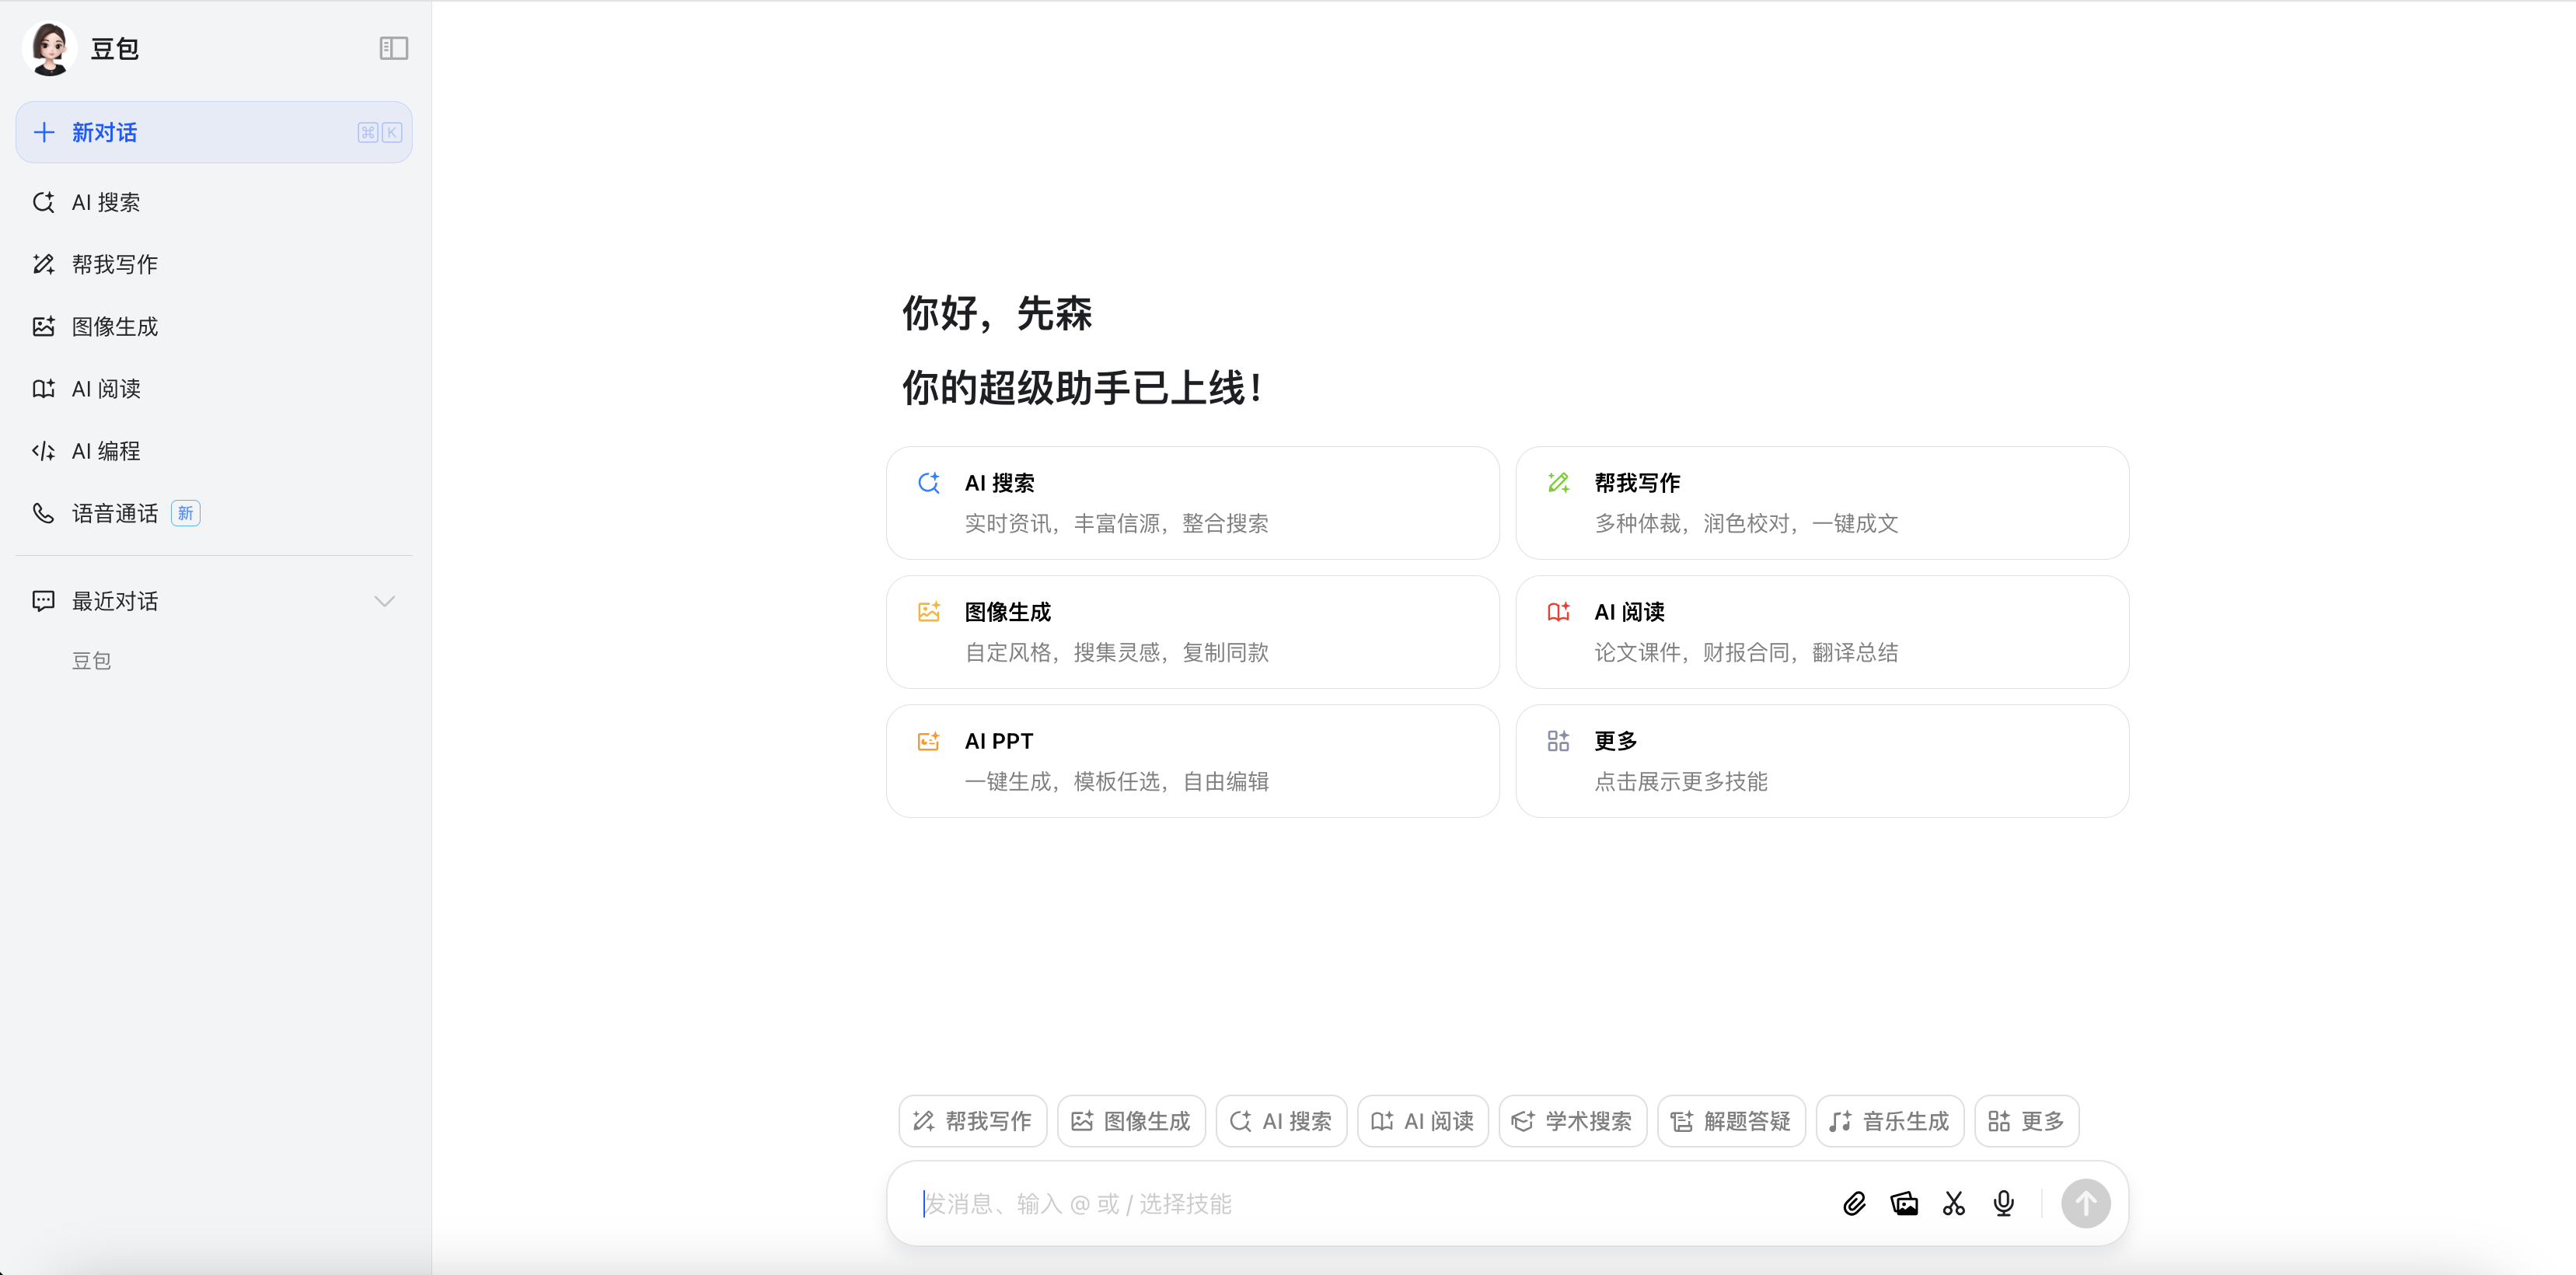 豆包
新对话 ⌘ K
AI 搜索
帮我写作
图像生成
AI 阅读
AI 编程
语音通话 新
最近对话
豆包
你好，先森
你的超级助手已上线！
AI 搜索
实时资讯，丰富信源，整合搜索
帮我写作
多种体裁，润色校对，一键成文
图像生成
自定风格，搜集灵感，复制同款
AI 阅读
论文课件，财报合同，翻译总结
AI PPT
一键生成，模板任选，自由编辑
更多
点击展示更多技能
帮我写作 图像生成 AI 搜索 AI 阅读 学术搜索 解题答疑 音乐生成 更多
发消息、输入 @ 或 / 选择技能